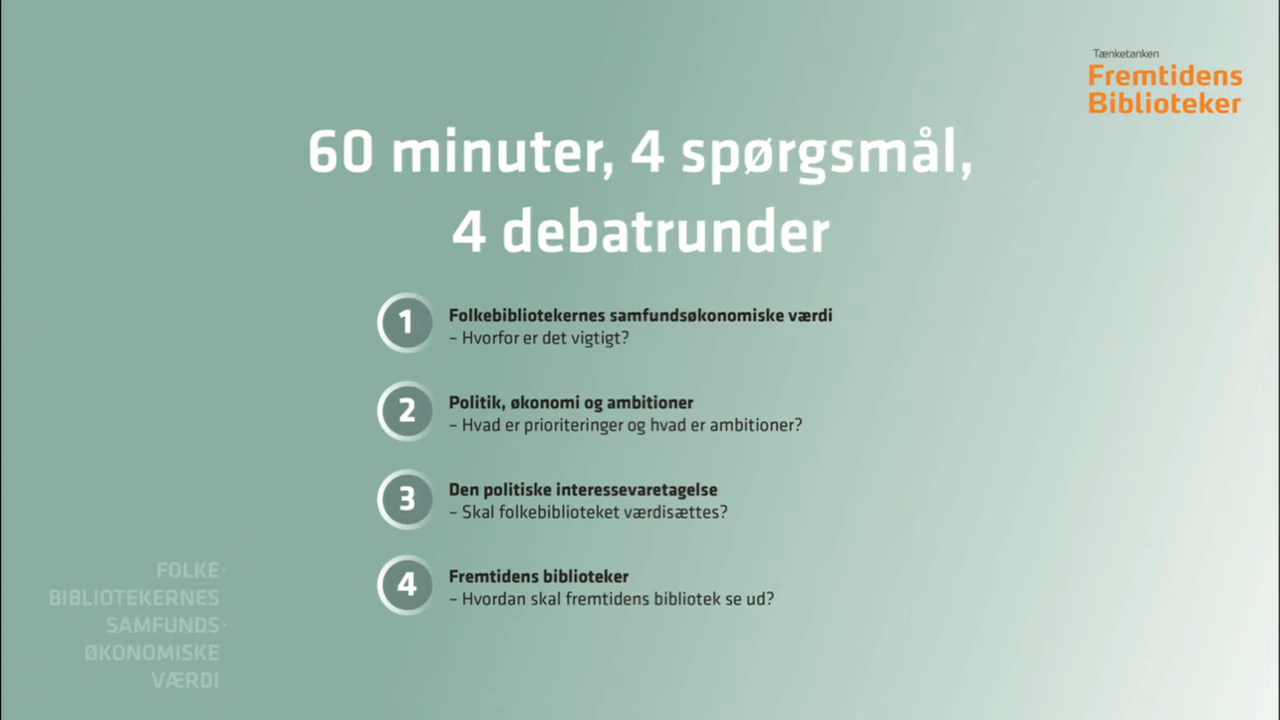 Tænketanken
Fremtidens
Biblioteker
60 minuter, 4 spørgsmål,
4 debatrunder
1
Folkebibliotekernes samfundsøkonomiske værdi
– Hvorfor er det vigtigt?
2
Politik, økonomi og ambitioner
– Hvad er prioriteringer og hvad er ambitioner?
3
Den politiske interessevaretagelse
– Skal folkebiblioteket værdisættes?
4
Fremtidens biblioteker
– Hvordan skal fremtidens bibliotek se ud?
FOLKE-
BIBLIOTEKERNES
SAMFUNDS-
ØKONOMISKE
VÆRDI